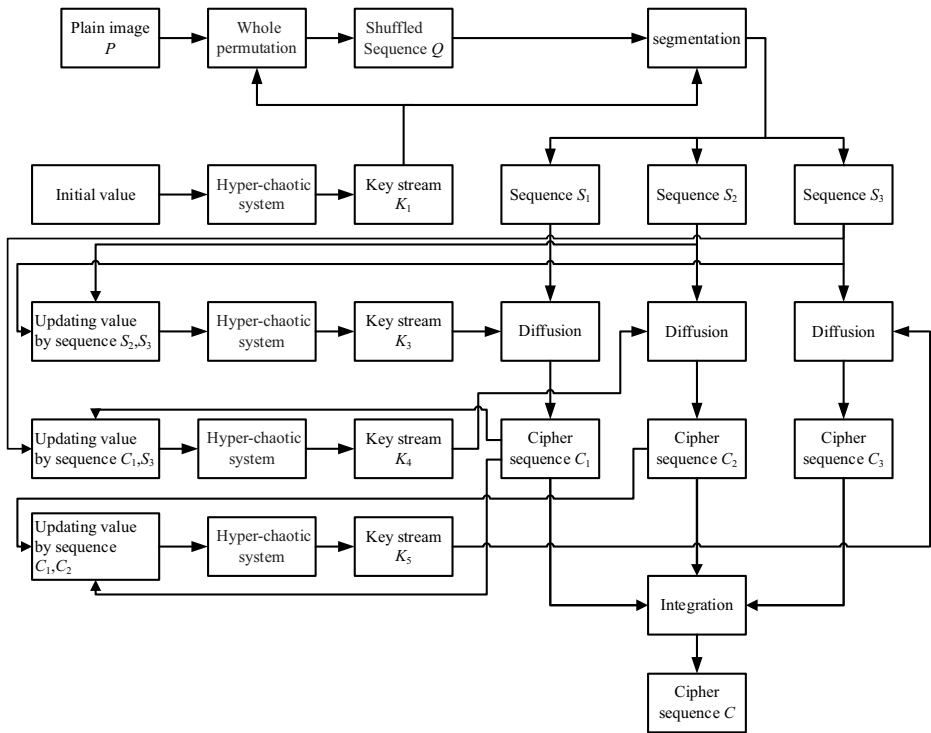 Plain image
P
Whole
permutation
Shuffled
Sequence Q
segmentation
Initial value
Hyper-chaotic
system
Key stream
K1
Sequence S1
Sequence S2
Sequence S3
Updating value
by sequence S2,S3
Hyper-chaotic
system
Key stream
K3
Diffusion
Diffusion
Diffusion
Updating value
by sequence C1,S3
Hyper-chaotic
system
Key stream
K4
Cipher
sequence C1
Cipher
sequence C2
Cipher
sequence C3
Updating value
by sequence
C1,C2
Hyper-chaotic
system
Key stream
K5
Integration
Cipher
sequence C